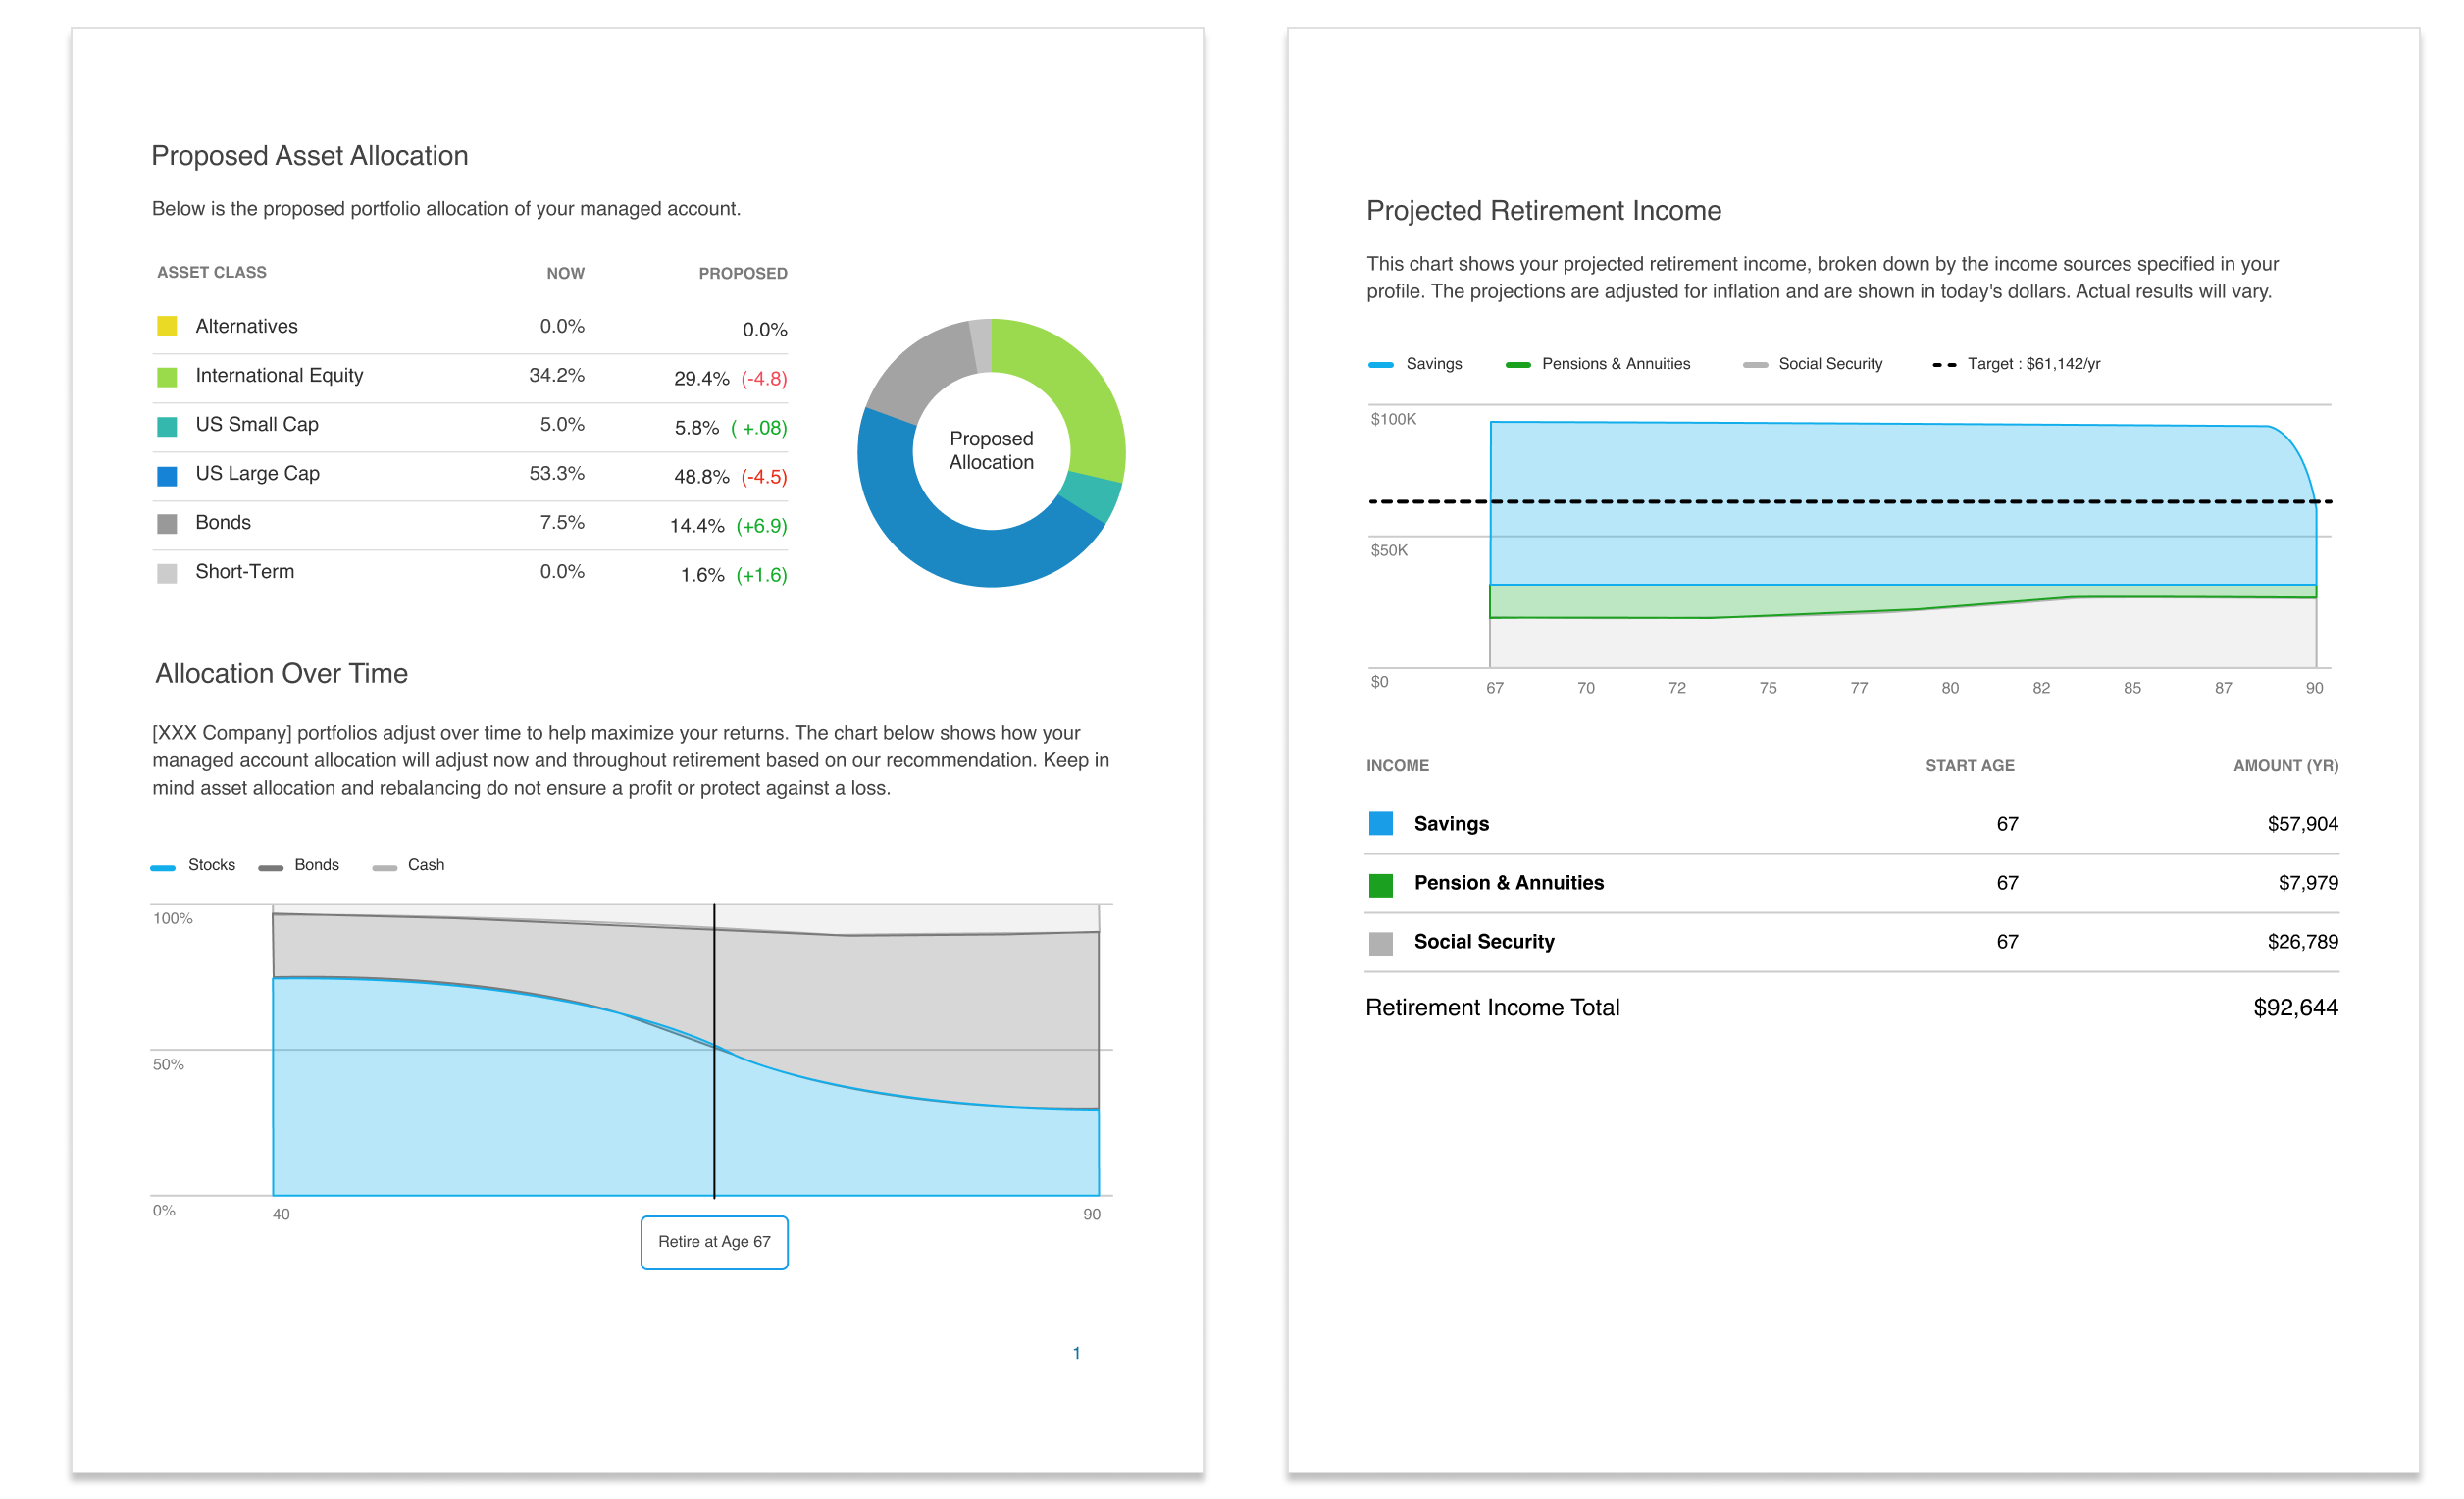 Proposed Asset Allocation
Below is the proposed portfolio allocation of your managed account.
ASSET CLASS NOW PROPOSED
Alternatives 0.0% 0.0%
International Equity 34.2% 29.4% (-4.8)
US Small Cap 5.0% 5.8% ( +.08)
US Large Cap 53.3% 48.8% (-4.5)
Bonds 7.5% 14.4% (+6.9)
Short-Term 0.0% 1.6% (+1.6)
Proposed
Allocation
Allocation Over Time
[XXX Company] portfolios adjust over time to help maximize your returns. The chart below shows how your
managed account allocation will adjust now and throughout retirement based on our recommendation. Keep in
mind asset allocation and rebalancing do not ensure a profit or protect against a loss.
Stocks Bonds Cash
100%
50%
0%
40 90
Retire at Age 67
1
Projected Retirement Income
This chart shows your projected retirement income, broken down by the income sources specified in your
profile. The projections are adjusted for inflation and are shown in today's dollars. Actual results will vary.
Savings Pensions & Annuities Social Security Target : $61,142/yr
$100K
$50K
$0
67 70 72 75 77 80 82 85 87 90
INCOME START AGE AMOUNT (YR)
Savings 67 $57,904
Pension & Annuities 67 $7,979
Social Security 67 $26,789
Retirement Income Total $92,644